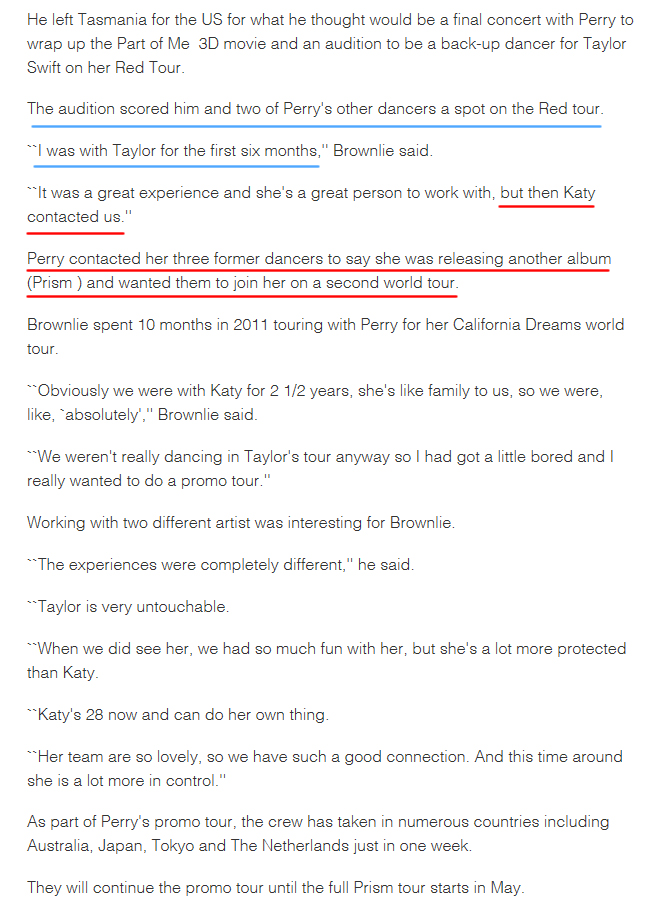 He left Tasmania for the US for what he thought would be a final concert with Perry to
wrap up the Part of Me  3D movie and an audition to be a back-up dancer for Taylor
Swift on her Red Tour.
The audition scored him and two of Perry's other dancers a spot on the Red tour.
``I was with Taylor for the first six months,'' Brownlie said.
``It was a great experience and she's a great person to work with, but then Katy
contacted us.''
Perry contacted her three former dancers to say she was releasing another album
(Prism ) and wanted them to join her on a second world tour.
Brownlie spent 10 months in 2011 touring with Perry for her California Dreams world
tour.
``Obviously we were with Katy for 2 1/2 years, she's like family to us, so we were,
like, `absolutely','' Brownlie said.
``We weren't really dancing in Taylor's tour anyway so I had got a little bored and I
really wanted to do a promo tour.''
Working with two different artist was interesting for Brownlie.
``The experiences were completely different,'' he said.
``Taylor is very untouchable.
``When we did see her, we had so much fun with her, but she's a lot more protected
than Katy.
``Katy's 28 now and can do her own thing.
``Her team are so lovely, so we have such a good connection. And this time around
she is a lot more in control.''
As part of Perry's promo tour, the crew has taken in numerous countries including
Australia, Japan, Tokyo and The Netherlands just in one week.
They will continue the promo tour until the full Prism tour starts in May.